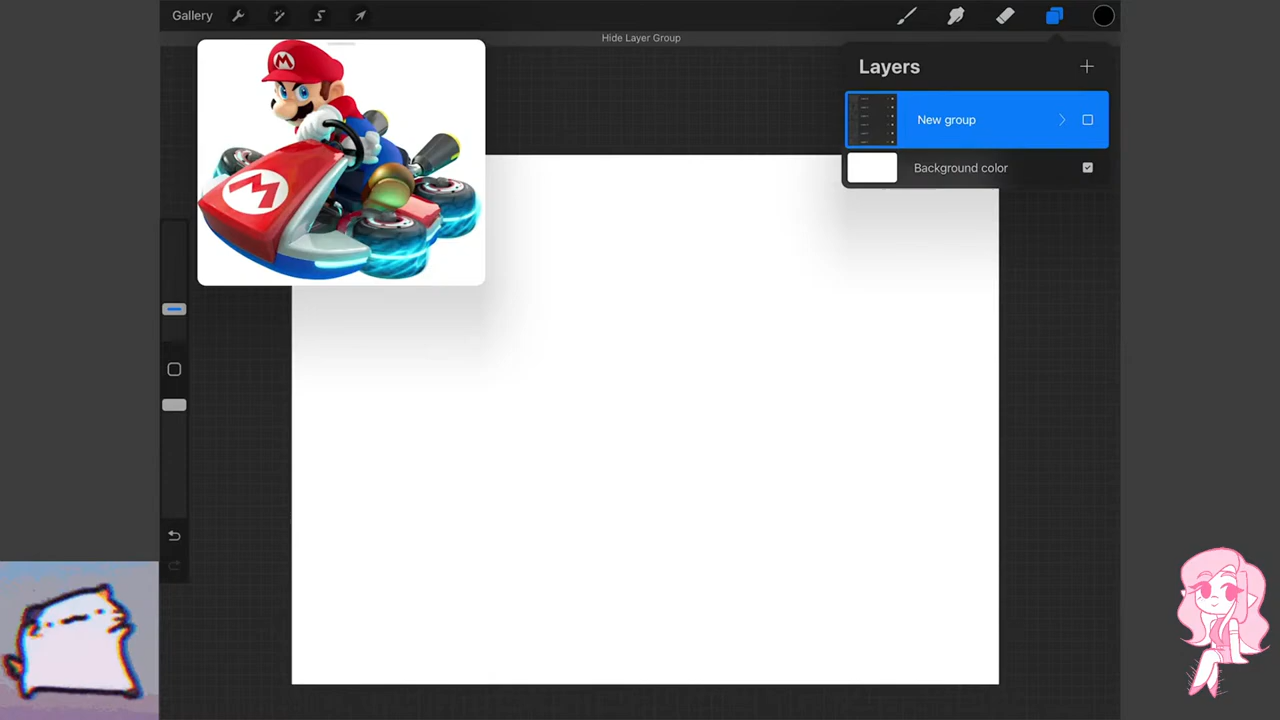 Gallery
Hide Layer Group
Layers
New group
Background color
M
M